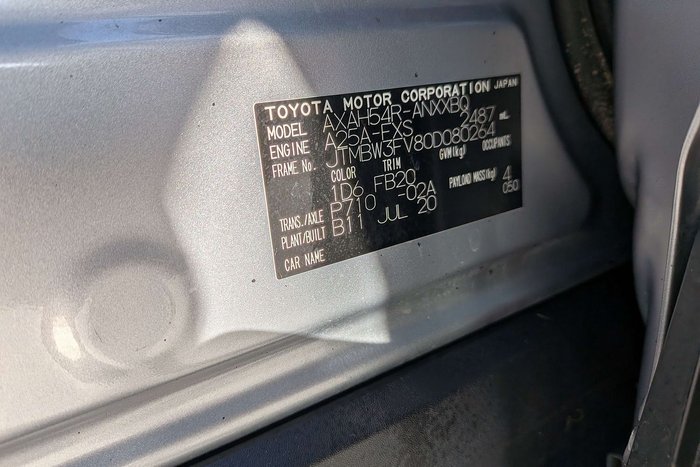 TOYOTA MOTOR CORPORATION JAPAN
MODEL AXAH54R-ANXXBQ
ENGINE A25A-FXS 2487 mL.
FRAME No. JTMBW3FV80D080264
COLOR TRIM GVM(kg) OCCUPANTS
1D6 FB20 4
TRANS./AXLE P710 -02A PAYLOAD MASS(kg) 050
PLANT/BUILT B11 JUL 20
CAR NAME